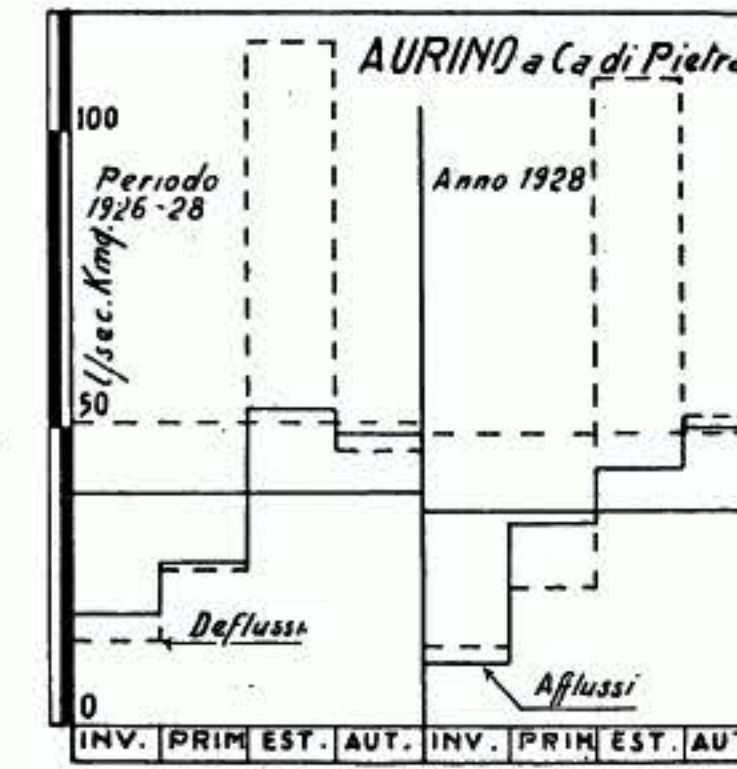 AURINO a Ca di Pietra
100
Periodo
1926-28
Anno 1928
l/sec. Kmq.
50
Deflussi
Afflussi
0
INV. PRIM EST. AUT. INV. PRIM EST. AUT